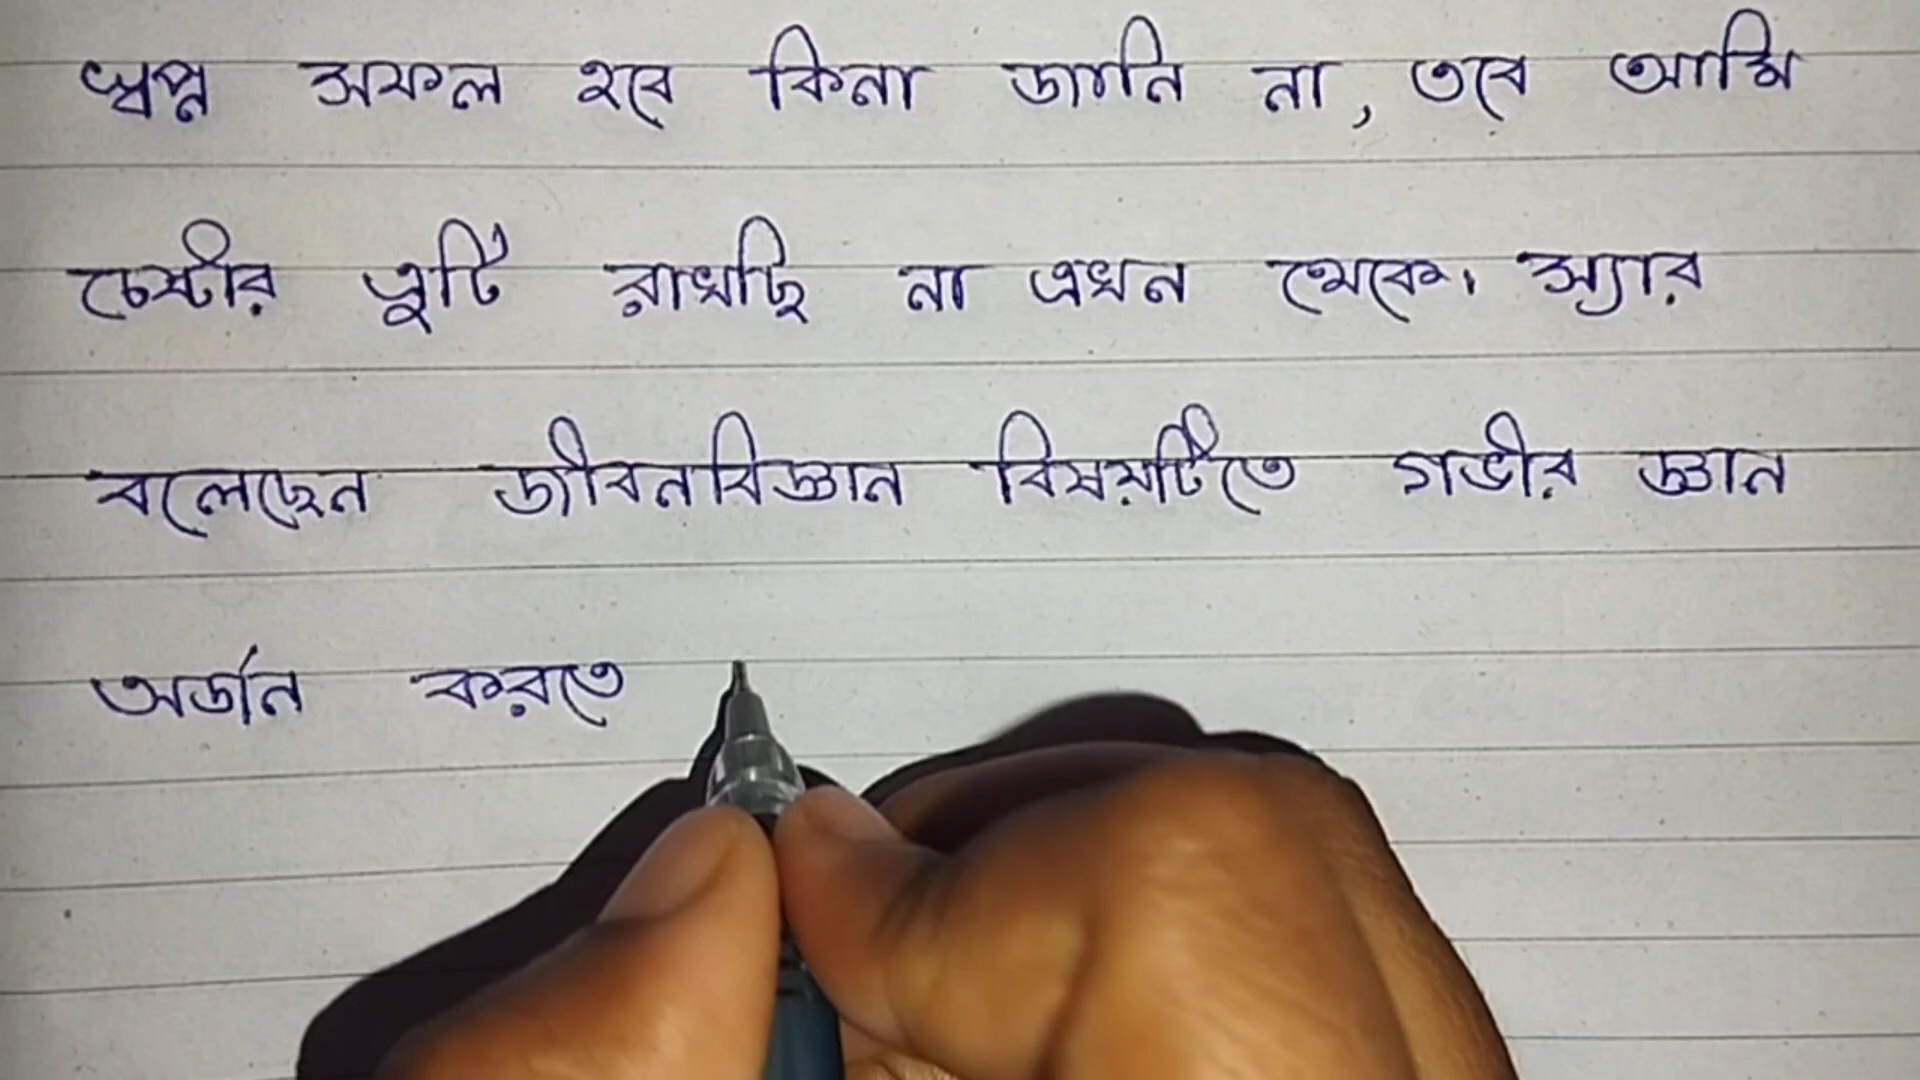 স্বপ্ন সফল হবে কিনা জানি না, তবে আমি
চেষ্টার ত্রুটি রাখছি না এখন থেকে। স্যার
বলেছেন জীবনবিজ্ঞান বিষয়টিতে গভীর জ্ঞান
অর্জন করতে